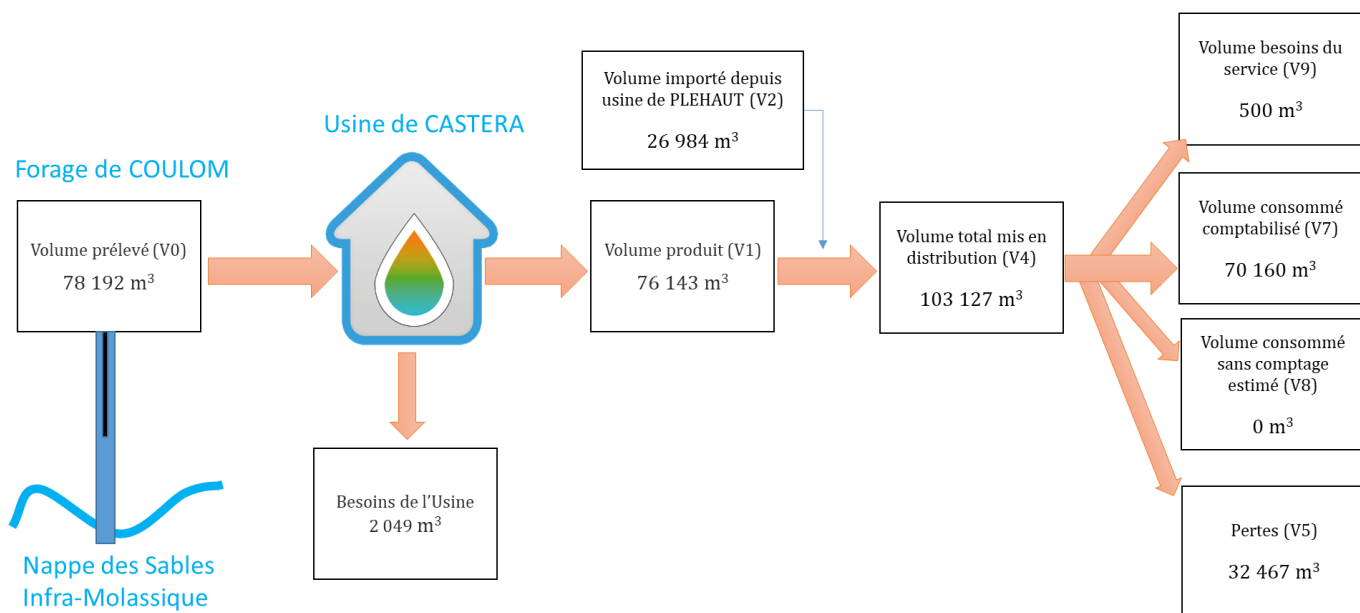 Forage de COULOM
Volume prélevé (V0)
78 192 m³
Nappe des Sables
Infra-Molassique
Usine de CASTERA
Besoins de l'Usine
2 049 m³
Volume importé depuis
usine de PLEHAUT (V2)
26 984 m³
Volume produit (V1)
76 143 m³
Volume total mis en
distribution (V4)
103 127 m³
Volume besoins du
service (V9)
500 m³
Volume consommé
comptabilisé (V7)
70 160 m³
Volume consommé
sans comptage
estimé (V8)
0 m³
Pertes (V5)
32 467 m³